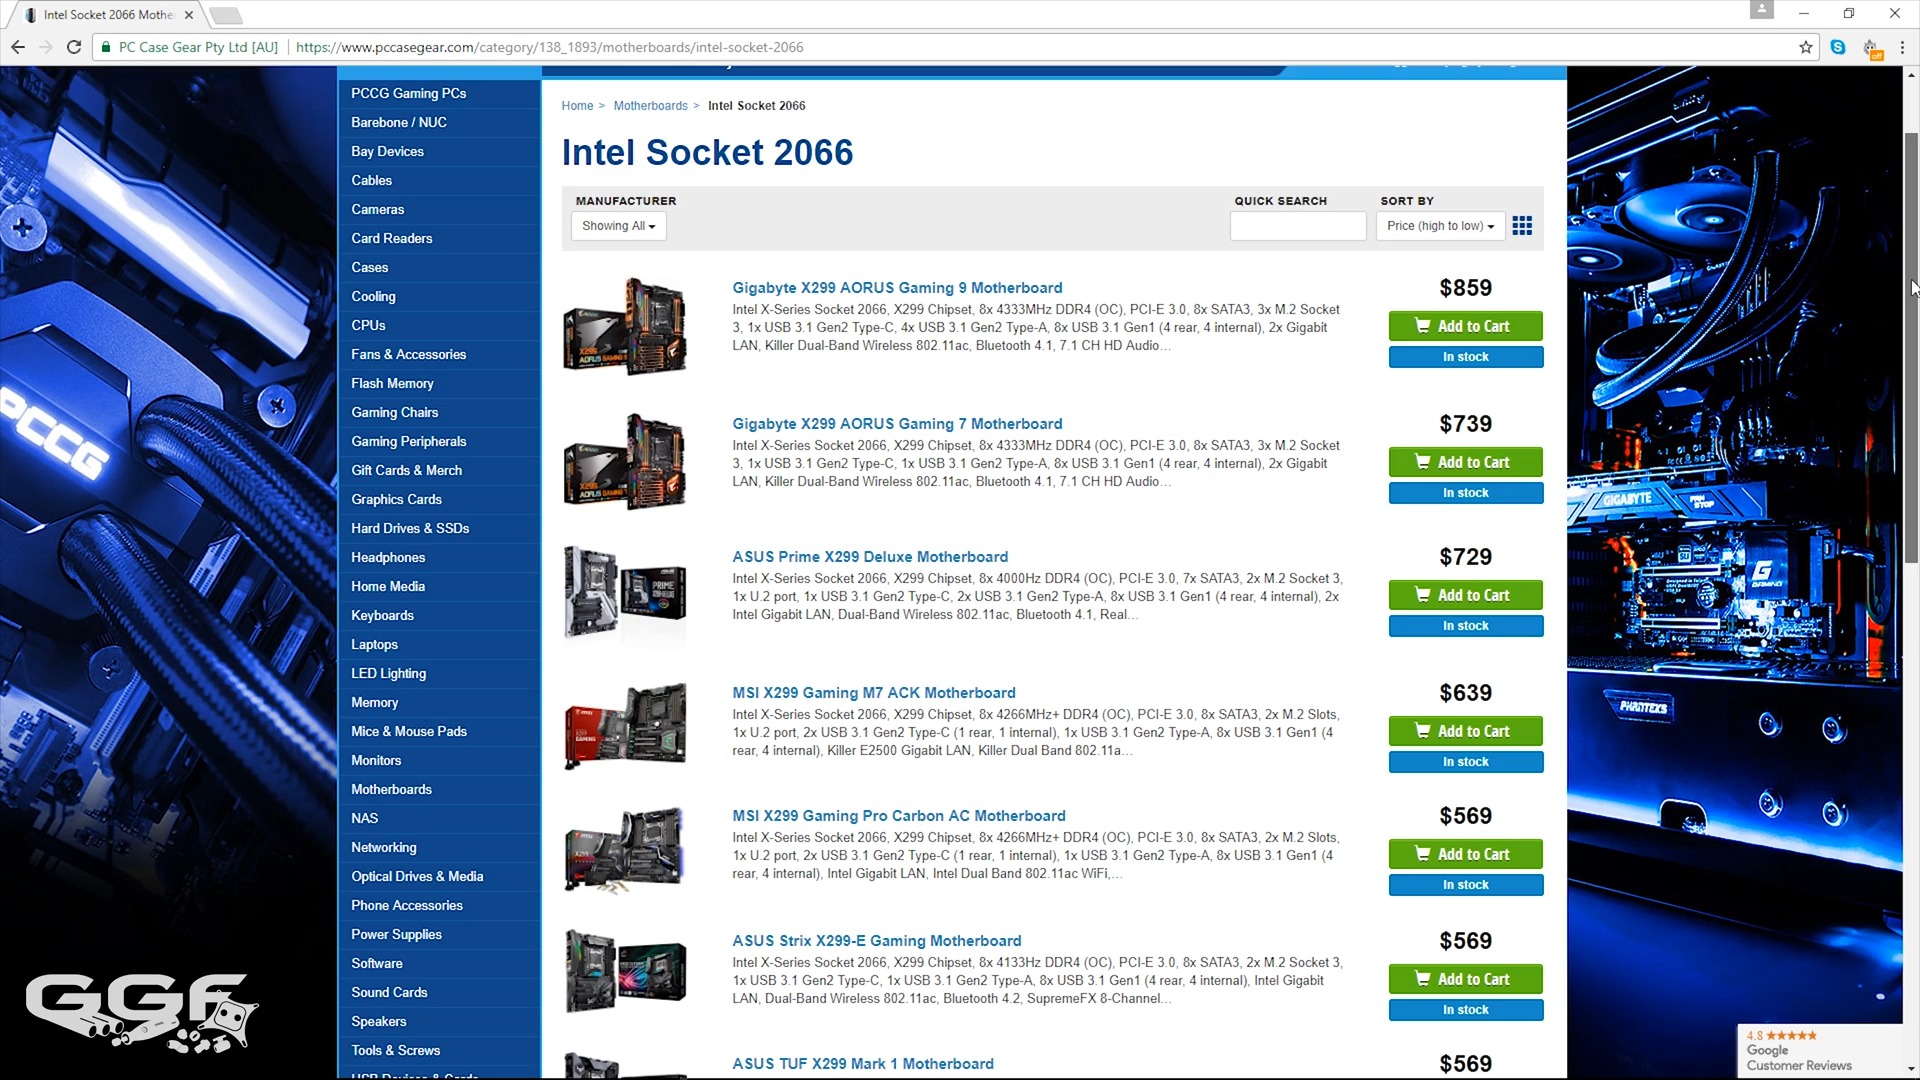 Intel Socket 2066 Mothe
PC Case Gear Pty Ltd [AU]
https://www.pccasegear.com/category/138_1893/motherboards/intel-socket-2066
off
PCCG Gaming PCs
Barebone / NUC
Bay Devices
Cables
Cameras
Card Readers
Cases
Cooling
CPUs
Fans & Accessories
Flash Memory
Gaming Chairs
Gaming Peripherals
Gift Cards & Merch
Graphics Cards
Hard Drives & SSDs
Headphones
Home Media
Keyboards
Laptops
LED Lighting
Memory
Mice & Mouse Pads
Monitors
Motherboards
NAS
Networking
Optical Drives & Media
Phone Accessories
Power Supplies
Software
Sound Cards
Speakers
Tools & Screws
Home > Motherboards > Intel Socket 2066
Intel Socket 2066
MANUFACTURER
Showing All
QUICK SEARCH
SORT BY
Price (high to low)
Gigabyte X299 AORUS Gaming 9 Motherboard
Intel X-Series Socket 2066, X299 Chipset, 8x 4333MHz DDR4 (OC), PCI-E 3.0, 8x SATA3, 3x M.2 Socket
3, 1x USB 3.1 Gen2 Type-C, 4x USB 3.1 Gen2 Type-A, 8x USB 3.1 Gen1 (4 rear, 4 internal), 2x Gigabit
LAN, Killer Dual-Band Wireless 802.11ac, Bluetooth 4.1, 7.1 CH HD Audio...
$859
Add to Cart
In stock
Gigabyte X299 AORUS Gaming 7 Motherboard
Intel X-Series Socket 2066, X299 Chipset, 8x 4333MHz DDR4 (OC), PCI-E 3.0, 8x SATA3, 3x M.2 Socket
3, 1x USB 3.1 Gen2 Type-C, 1x USB 3.1 Gen2 Type-A, 8x USB 3.1 Gen1 (4 rear, 4 internal), 2x Gigabit
LAN, Killer Dual-Band Wireless 802.11ac, Bluetooth 4.1, 7.1 CH HD Audio...
$739
Add to Cart
In stock
ASUS Prime X299 Deluxe Motherboard
Intel X-Series Socket 2066, X299 Chipset, 8x 4000Hz DDR4 (OC), PCI-E 3.0, 7x SATA3, 2x M.2 Socket 3,
1x U.2 port, 1x USB 3.1 Gen2 Type-C, 2x USB 3.1 Gen2 Type-A, 8x USB 3.1 Gen1 (4 rear, 4 internal), 2x
Intel Gigabit LAN, Dual-Band Wireless 802.11ac, Bluetooth 4.1, Real...
$729
Add to Cart
In stock
MSI X299 Gaming M7 ACK Motherboard
Intel X-Series Socket 2066, X299 Chipset, 8x 4266MHz+ DDR4 (OC), PCI-E 3.0, 8x SATA3, 2x M.2 Slots,
1x U.2 port, 2x USB 3.1 Gen2 Type-C (1 rear, 1 internal), 1x USB 3.1 Gen2 Type-A, 8x USB 3.1 Gen1 (4
rear, 4 internal), Killer E2500 Gigabit LAN, Killer Dual Band 802.11a...
$639
Add to Cart
In stock
MSI X299 Gaming Pro Carbon AC Motherboard
Intel X-Series Socket 2066, X299 Chipset, 8x 4266MHz+ DDR4 (OC), PCI-E 3.0, 8x SATA3, 2x M.2 Slots,
1x U.2 port, 2x USB 3.1 Gen2 Type-C (1 rear, 1 internal), 1x USB 3.1 Gen2 Type-A, 8x USB 3.1 Gen1 (4
rear, 4 internal), Intel Gigabit LAN, Intel Dual Band 802.11ac WiFi,...
$569
Add to Cart
In stock
ASUS Strix X299-E Gaming Motherboard
Intel X-Series Socket 2066, X299 Chipset, 8x 4133Hz DDR4 (OC), PCI-E 3.0, 8x SATA3, 2x M.2 Socket 3,
1x USB 3.1 Gen2 Type-C, 1x USB 3.1 Gen2 Type-A, 8x USB 3.1 Gen1 (4 rear, 4 internal), Intel Gigabit
LAN, Dual-Band Wireless 802.11ac, Bluetooth 4.2, SupremeFX 8-Channel...
$569
Add to Cart
In stock
ASUS TUF X299 Mark 1 Motherboard
$569
PCCG
GIGABYTE
FAN
STOP
GAMING
PHANTEKS
GGF
4.8
Google
Customer Reviews